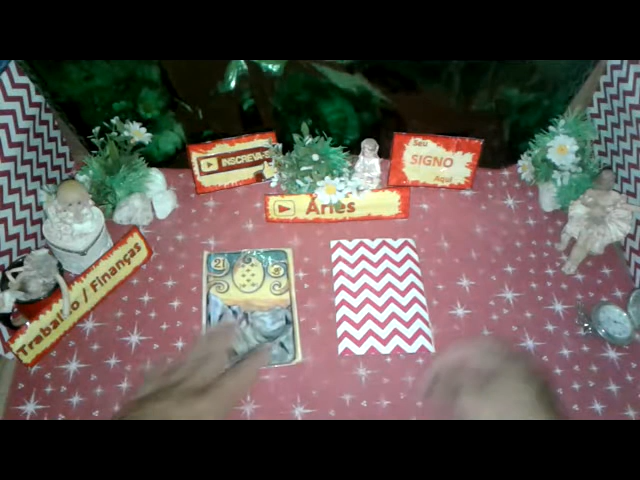 INSCREVA-
Seu
SIGNO
Aqui
Áries
Trabalho / Finanças
21